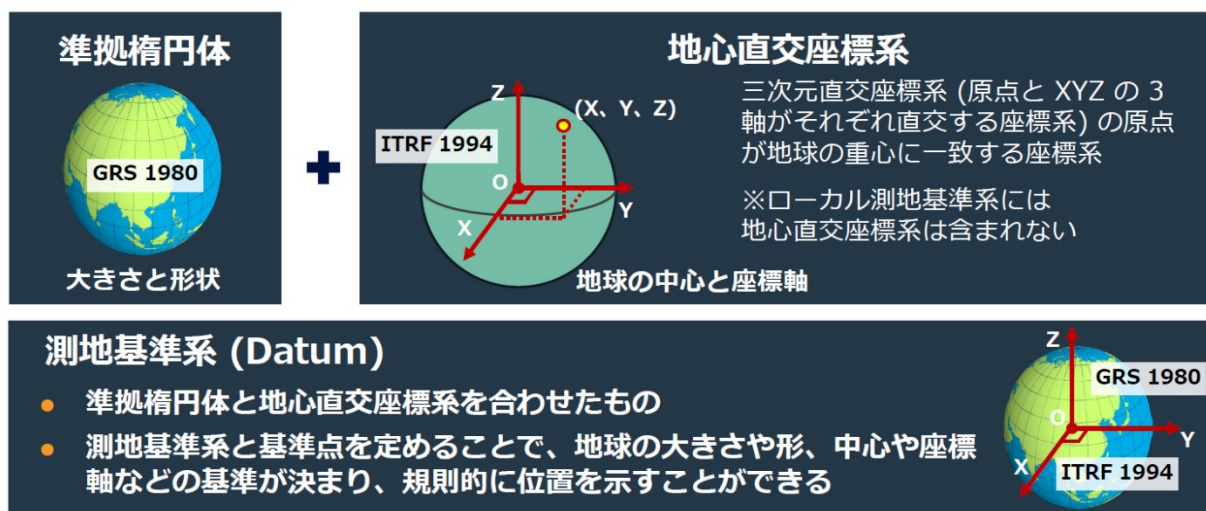 準拠楕円体
GRS 1980
大きさと形状
地心直交座標系
Z
(X、Y、Z)
ITRF 1994
O
Y
X
地球の中心と座標軸
三次元直交座標系 (原点と XYZ の 3
軸がそれぞれ直交する座標系) の原点
が地球の重心に一致する座標系
※ローカル測地基準系には
地心直交座標系は含まれない
測地基準系 (Datum)
● 準拠楕円体と地心直交座標系を合わせたもの
● 測地基準系と基準点を定めることで、地球の大きさや形、中心や座標
軸などの基準が決まり、規則的に位置を示すことができる
Z
GRS 1980
O
Y
X
ITRF 1994